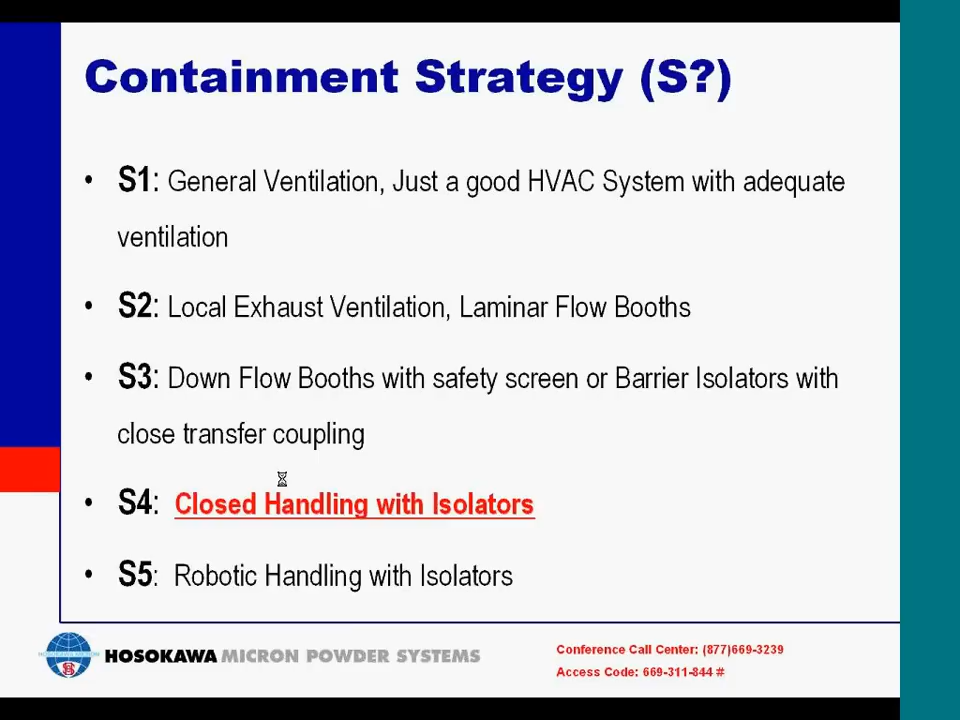 Containment Strategy (S?)
• S1: General Ventilation, Just a good HVAC System with adequate
ventilation
• S2: Local Exhaust Ventilation, Laminar Flow Booths
• S3: Down Flow Booths with safety screen or Barrier Isolators with
close transfer coupling
• S4: Closed Handling with Isolators
• S5: Robotic Handling with Isolators
HOSOKAWA MICRON POWDER SYSTEMS
Conference Call Center: (877)669-3239
Access Code: 669-311-844 #